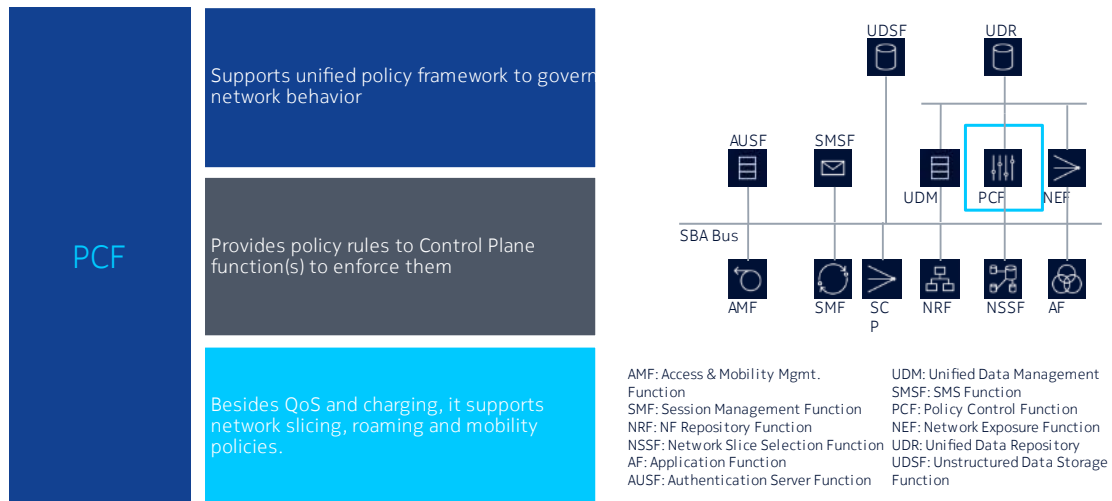 PCF
Supports unified policy framework to govern
network behavior
Provides policy rules to Control Plane
function(s) to enforce them
Besides QoS and charging, it supports
network slicing, roaming and mobility
policies.
UDSF
UDR
AUSF
SMSF
UDM
PCF
NEF
SBA Bus
AMF
SMF
SC
P
NRF
NSSF
AF
AMF: Access & Mobility Mgmt.
Function
SMF: Session Management Function
NRF: NF Repository Function
NSSF: Network Slice Selection Function
AF: Application Function
AUSF: Authentication Server Function
UDM: Unified Data Management
SMSF: SMS Function
PCF: Policy Control Function
NEF: Network Exposure Function
UDR: Unified Data Repository
UDSF: Unstructured Data Storage
Function